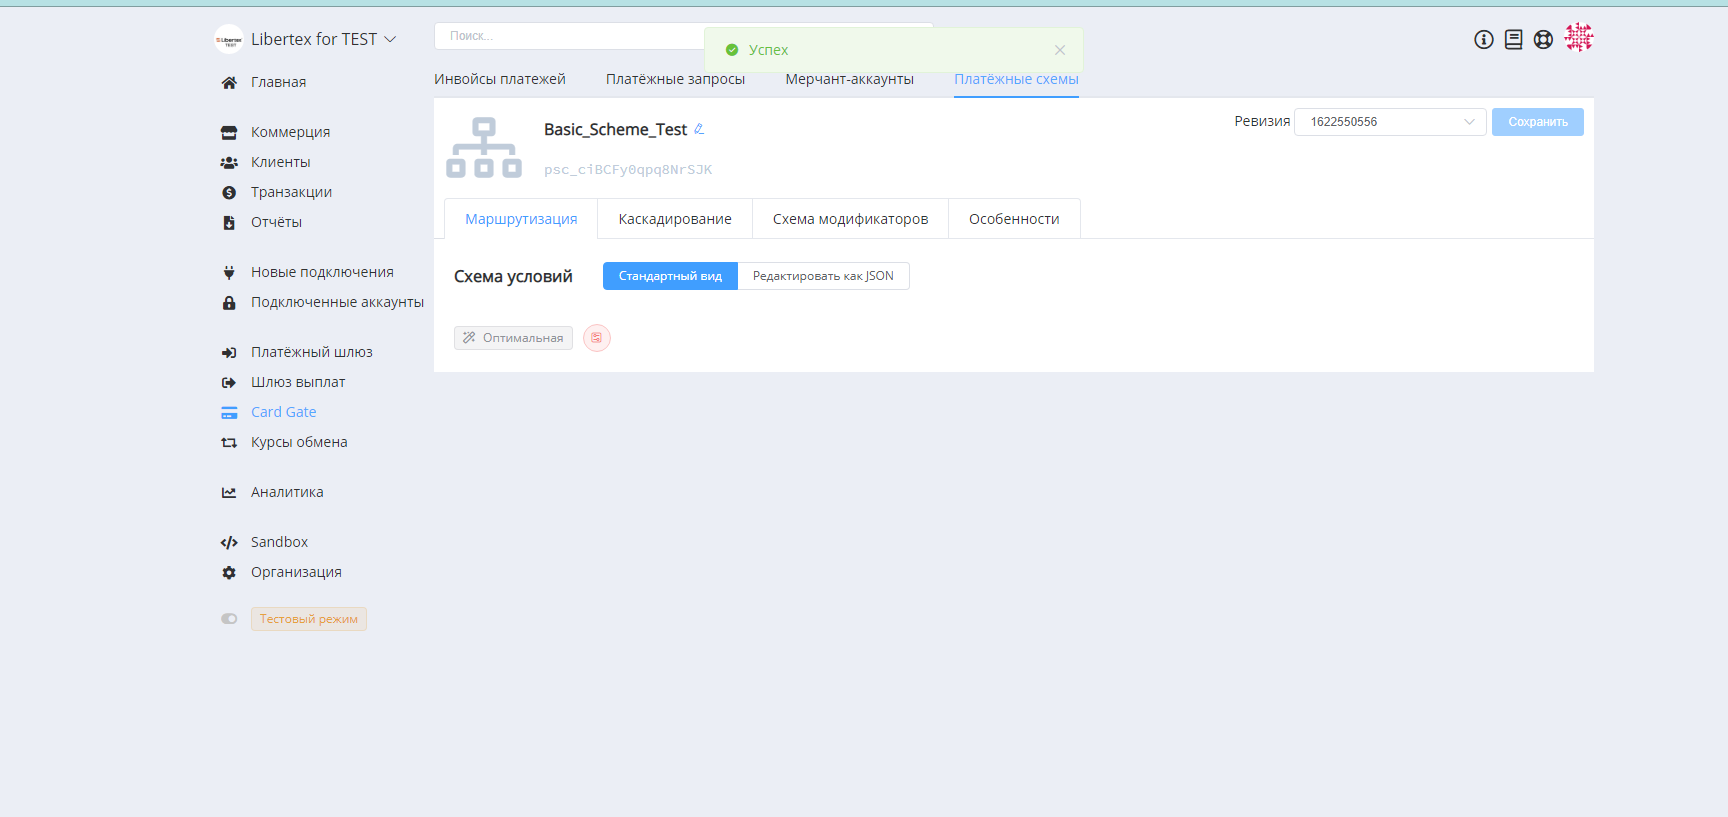 Libertex for TEST
Поиск...
Успех
Главная
Коммерция
Клиенты
Транзакции
Отчёты
Новые подключения
Подключенные аккаунты
Платёжный шлюз
Шлюз выплат
Card Gate
Курсы обмена
Аналитика
Sandbox
Организация
Тестовый режим
Инвойсы платежей Платёжные запросы Мерчант-аккаунты Платёжные схемы
Basic_Scheme_Test
psc_ciBCFy0qpq8NrSJK
Ревизия 1622550556 Сохранить
Маршрутизация Каскадирование Схема модификаторов Особенности
Схема условий Стандартный вид Редактировать как JSON
Оптимальная